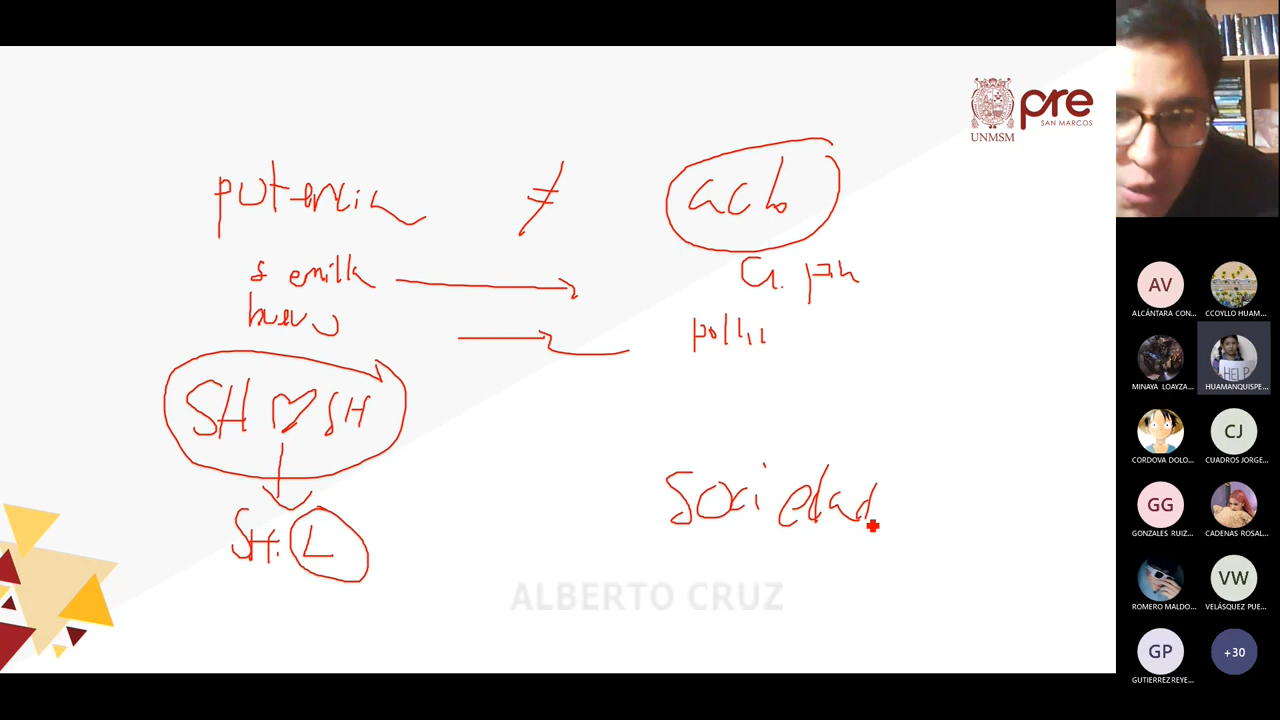 pre
SAN MARCOS
UNMSM
potencia ≠ acto
semilla
huevo
pollo
SH ♡ SH
SH. L
sociedad
ALBERTO CRUZ
AV
ALCÁNTARA CON...
CCOYLLO HUAM...
MINAYA LOAYZA...
HELP
HUAMANQUISPE...
CORDOVA DOLO...
CJ
CUADROS JORGE...
GG
GONZALES RUIZ...
CADENAS ROSAL...
ROMERO MALDO...
VW
VELÁSQUEZ PUE...
GP
GUTIERREZ REYE...
+30